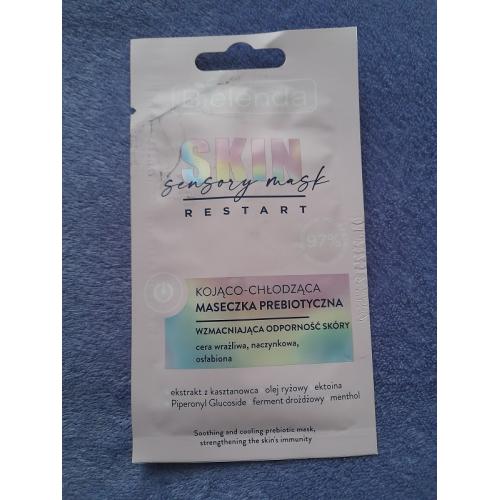 Bielenda
SKIN
sensory mask
RESTART
97%
KOJĄCO-CHŁODZĄCA
MASECZKA PREBIOTYCZNA
WZMACNIAJĄCA ODPORNOŚĆ SKÓRY
cera wrażliwa, naczynkowa,
osłabiona
ekstrakt z kasztanowca olej ryżowy ektoina
Piperonyl Glucoside ferment drożdżowy menthol
Soothing and cooling prebiotic mask,
strengthening the skin's immunity